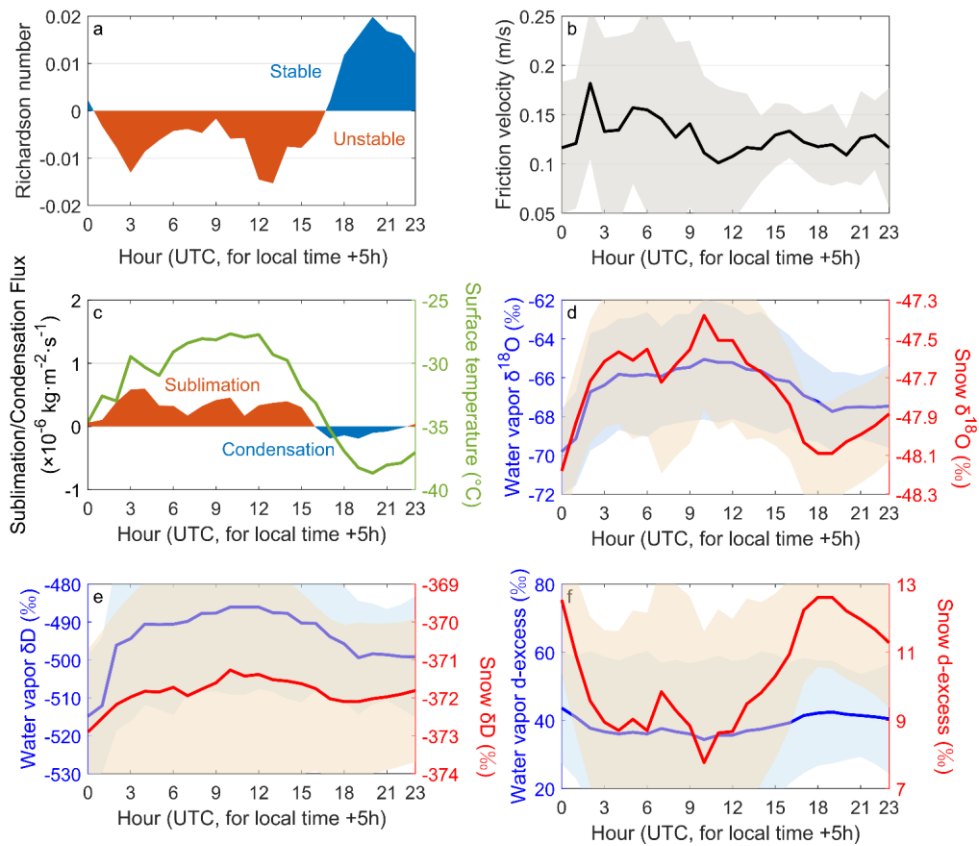 a
Richardson number
0.02
0.01
0
-0.01
-0.02
Stable
Unstable
0 3 6 9 12 15 18 21 23
Hour (UTC, for local time +5h)
b
Friction velocity (m/s)
0.25
0.2
0.15
0.1
0.05
0 3 6 9 12 15 18 21 23
Hour (UTC, for local time +5h)
c
Sublimation/Condensation Flux
(×10⁻⁶ kg·m⁻²·s⁻¹)
2
1
0
-1
Sublimation
Condensation
-25
-30
-35
-40
Surface temperature (°C)
0 3 6 9 12 15 18 21 23
Hour (UTC, for local time +5h)
d
Water vapor δ¹⁸O (‰)
-62
-64
-66
-68
-70
-72
-47.3
-47.5
-47.7
-47.9
-48.1
-48.3
Snow δ¹⁸O (‰)
0 3 6 9 12 15 18 21 23
Hour (UTC, for local time +5h)
e
Water vapor δD (‰)
-480
-490
-500
-510
-520
-530
-369
-370
-371
-372
-373
-374
Snow δD (‰)
0 3 6 9 12 15 18 21 23
Hour (UTC, for local time +5h)
f
Water vapor d-excess (‰)
80
60
40
20
13
11
9
7
Snow d-excess (‰)
0 3 6 9 12 15 18 21 23
Hour (UTC, for local time +5h)